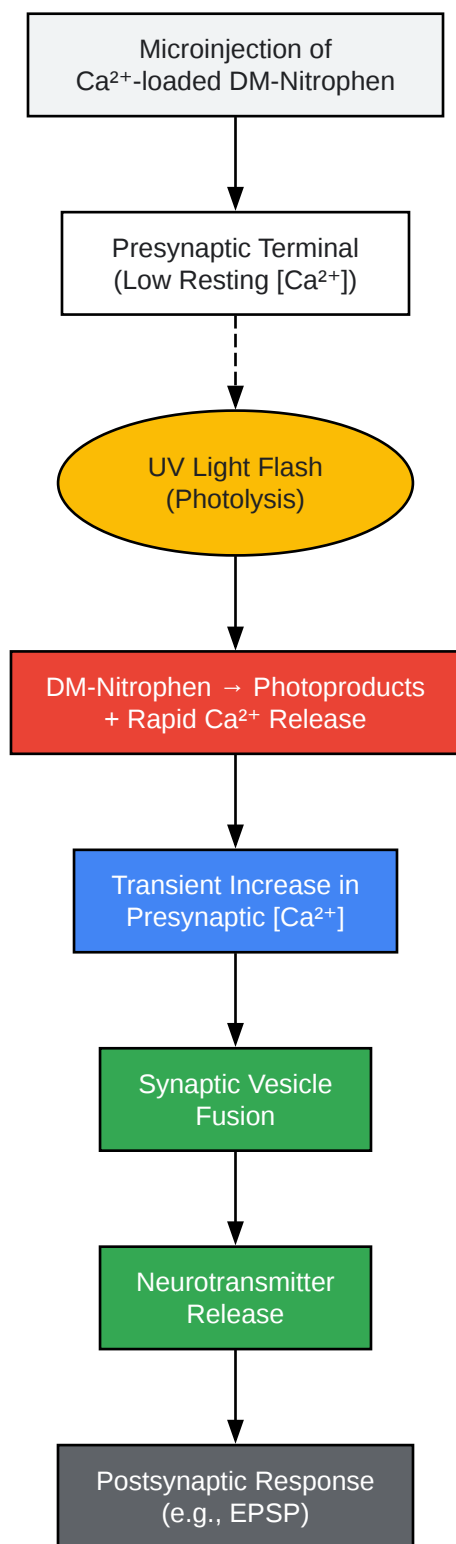 Microinjection of
Ca²⁺-loaded DM-Nitrophen
Presynaptic Terminal
(Low Resting [Ca²⁺])
UV Light Flash
(Photolysis)
DM-Nitrophen → Photoproducts
+ Rapid Ca²⁺ Release
Transient Increase in
Presynaptic [Ca²⁺]
Synaptic Vesicle
Fusion
Neurotransmitter
Release
Postsynaptic Response
(e.g., EPSP)